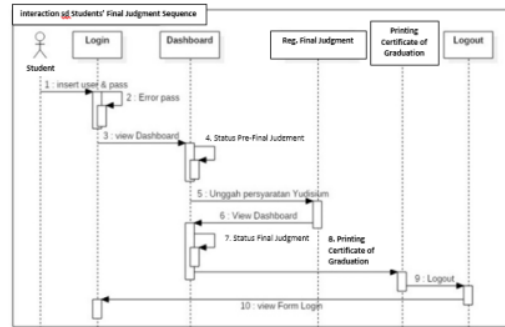 interaction sd Students' Final Judgment Sequence
Login
Dashboard
Reg. Final Judgment
Printing
Certificate of
Graduation
Logout
Student
1 : insert user & pass
2 : Error pass
3 : view Dashboard
4. Status Pre-Final Judgement
5 : Unggah persyaratan Yudisium
6 : View Dashboard
7. Status Final Judgment
8. Printing
Certificate of
Graduation
9 : Logout
10 : view Form Login